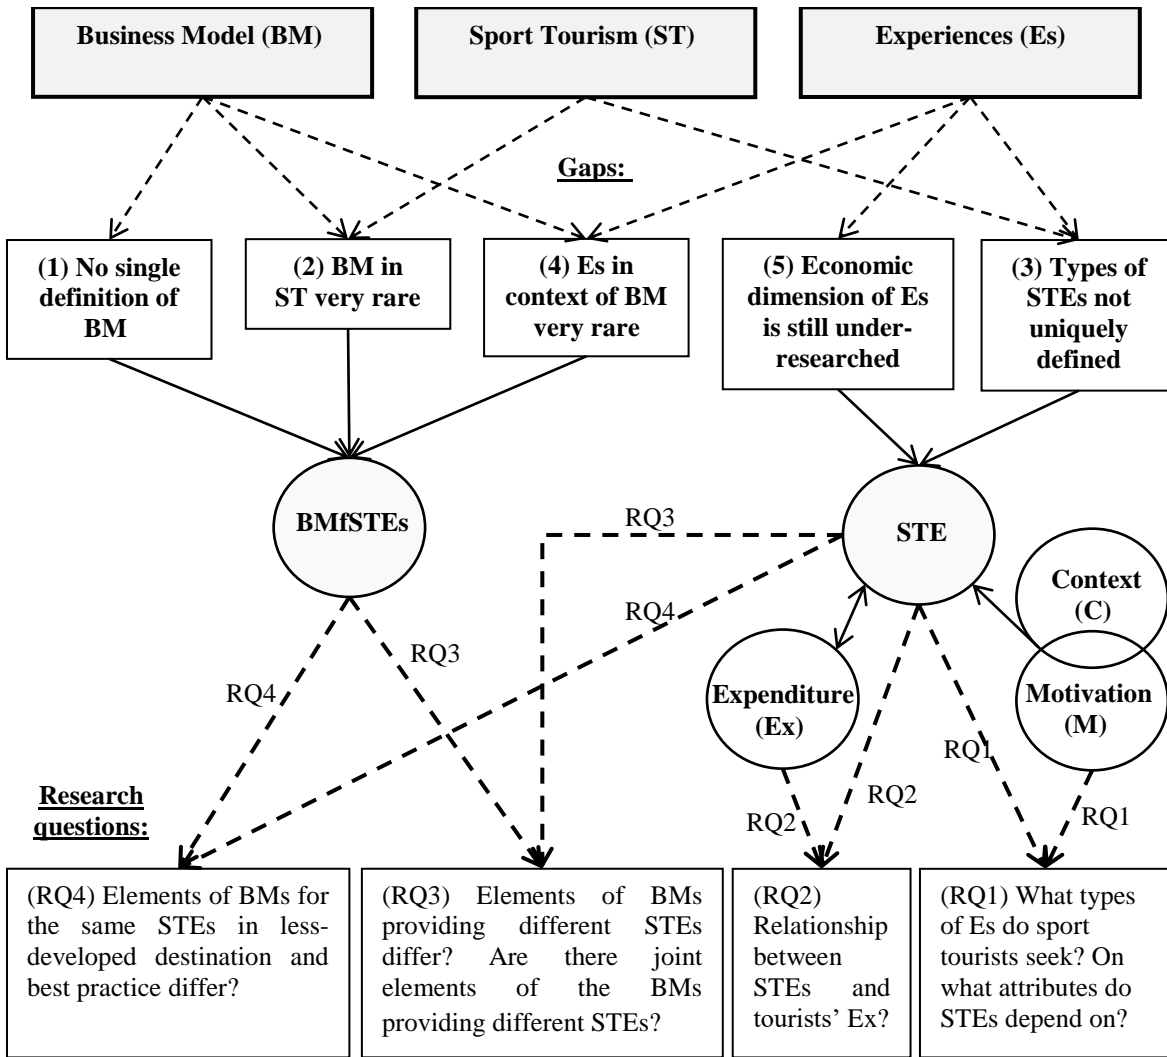 Business Model (BM)
Sport Tourism (ST)
Experiences (Es)
Gaps:
(1) No single
definition of
BM
(2) BM in
ST very rare
(4) Es in
context of BM
very rare
(5) Economic
dimension of Es
is still under-
researched
(3) Types of
STEs not
uniquely
defined
BMfSTEs
STE
RQ3
Context
(C)
RQ4
RQ3
RQ4
Expenditure
(Ex)
Motivation
(M)
RQ1
RQ2
RQ2
RQ1
Research
questions:
(RQ4) Elements of BMs for
the same STEs in less-
developed destination and
best practice differ?
(RQ3) Elements of BMs
providing different STEs
differ? Are there joint
elements of the BMs
providing different STEs?
(RQ2)
Relationship
between
STEs and
tourists' Ex?
(RQ1) What types
of Es do sport
tourists seek? On
what attributes do
STEs depend on?